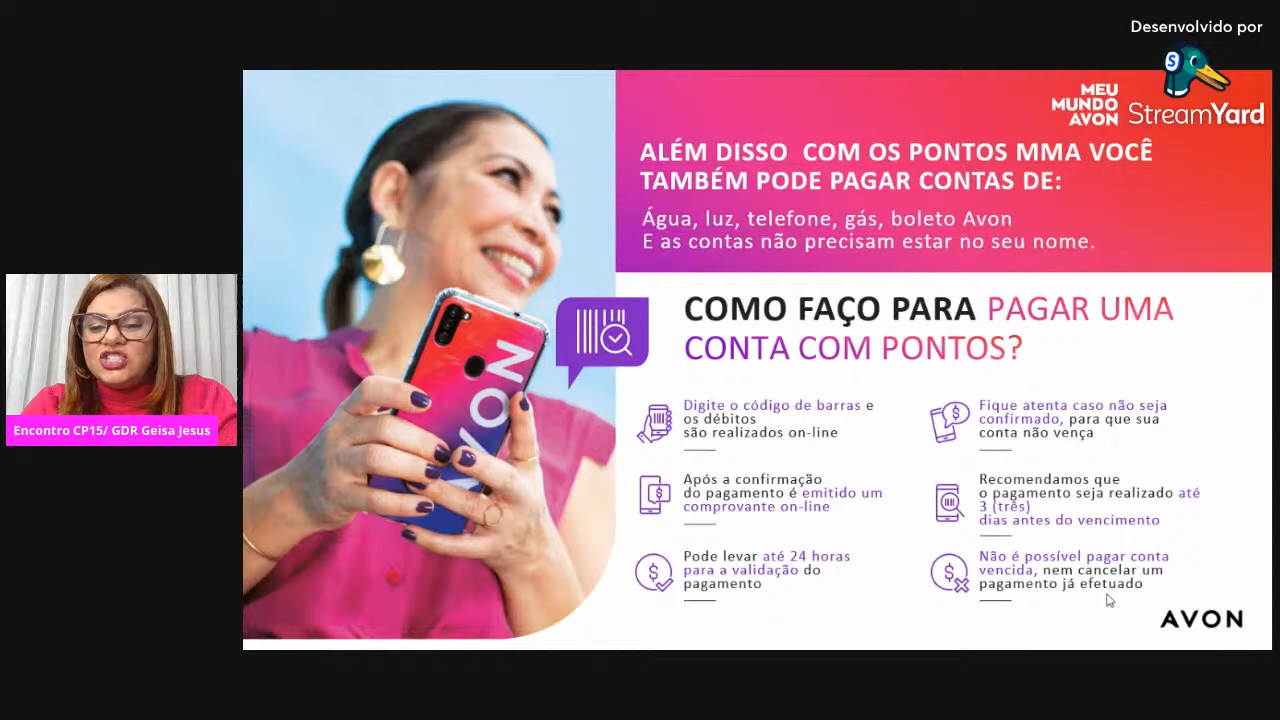 Desenvolvido por
S
StreamYard
MEU
MUNDO
AVON
ALÉM DISSO COM OS PONTOS MMA VOCÊ
TAMBÉM PODE PAGAR CONTAS DE:
Água, luz, telefone, gás, boleto Avon
E as contas não precisam estar no seu nome.
AVON
COMO FAÇO PARA PAGAR UMA
CONTA COM PONTOS?
Digite o código de barras e
os débitos
são realizados on-line
Após a confirmação
do pagamento é emitido um
comprovante on-line
Pode levar até 24 horas
para a validação do
pagamento
Fique atenta caso não seja
confirmado, para que sua
conta não vença
Recomendamos que
o pagamento seja realizado até
3 (três)
dias antes do vencimento
Não é possível pagar conta
vencida, nem cancelar um
pagamento já efetuado
AVON
Encontro CP15/ GDR Geisa Jesus